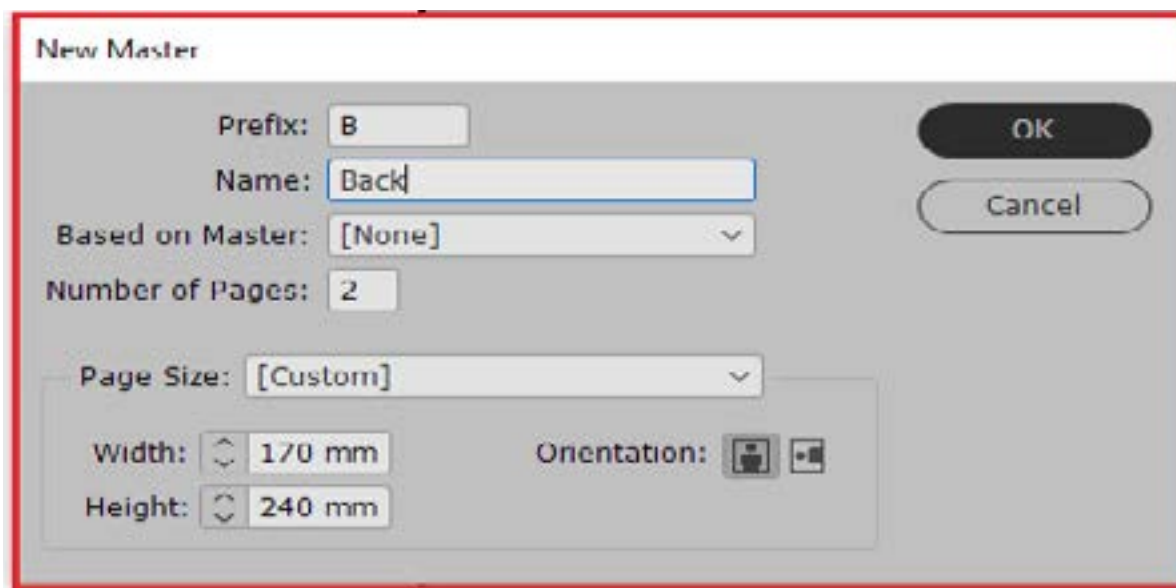 New Master
Prefix: B
OK
Name: Back
Cancel
Based on Master: [None]
Number of Pages: 2
Page Size: [Custom]
Width: 170 mm
Orientation:
Height: 240 mm